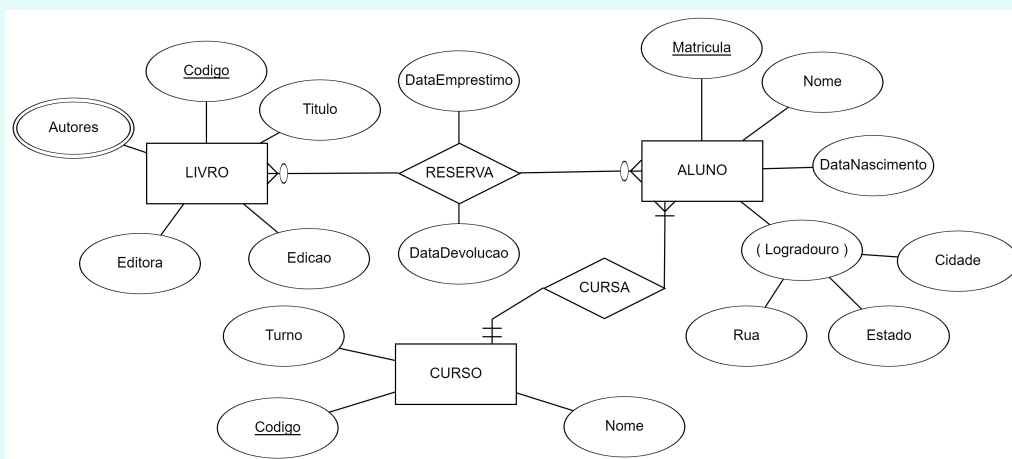 Matricula
Codigo
DataEmprestimo
Nome
Titulo
Autores
LIVRO
RESERVA
ALUNO
DataNascimento
Editora
Edicao
DataDevolucao
( Logradouro )
Cidade
CURSA
Turno
Rua
Estado
CURSO
Codigo
Nome